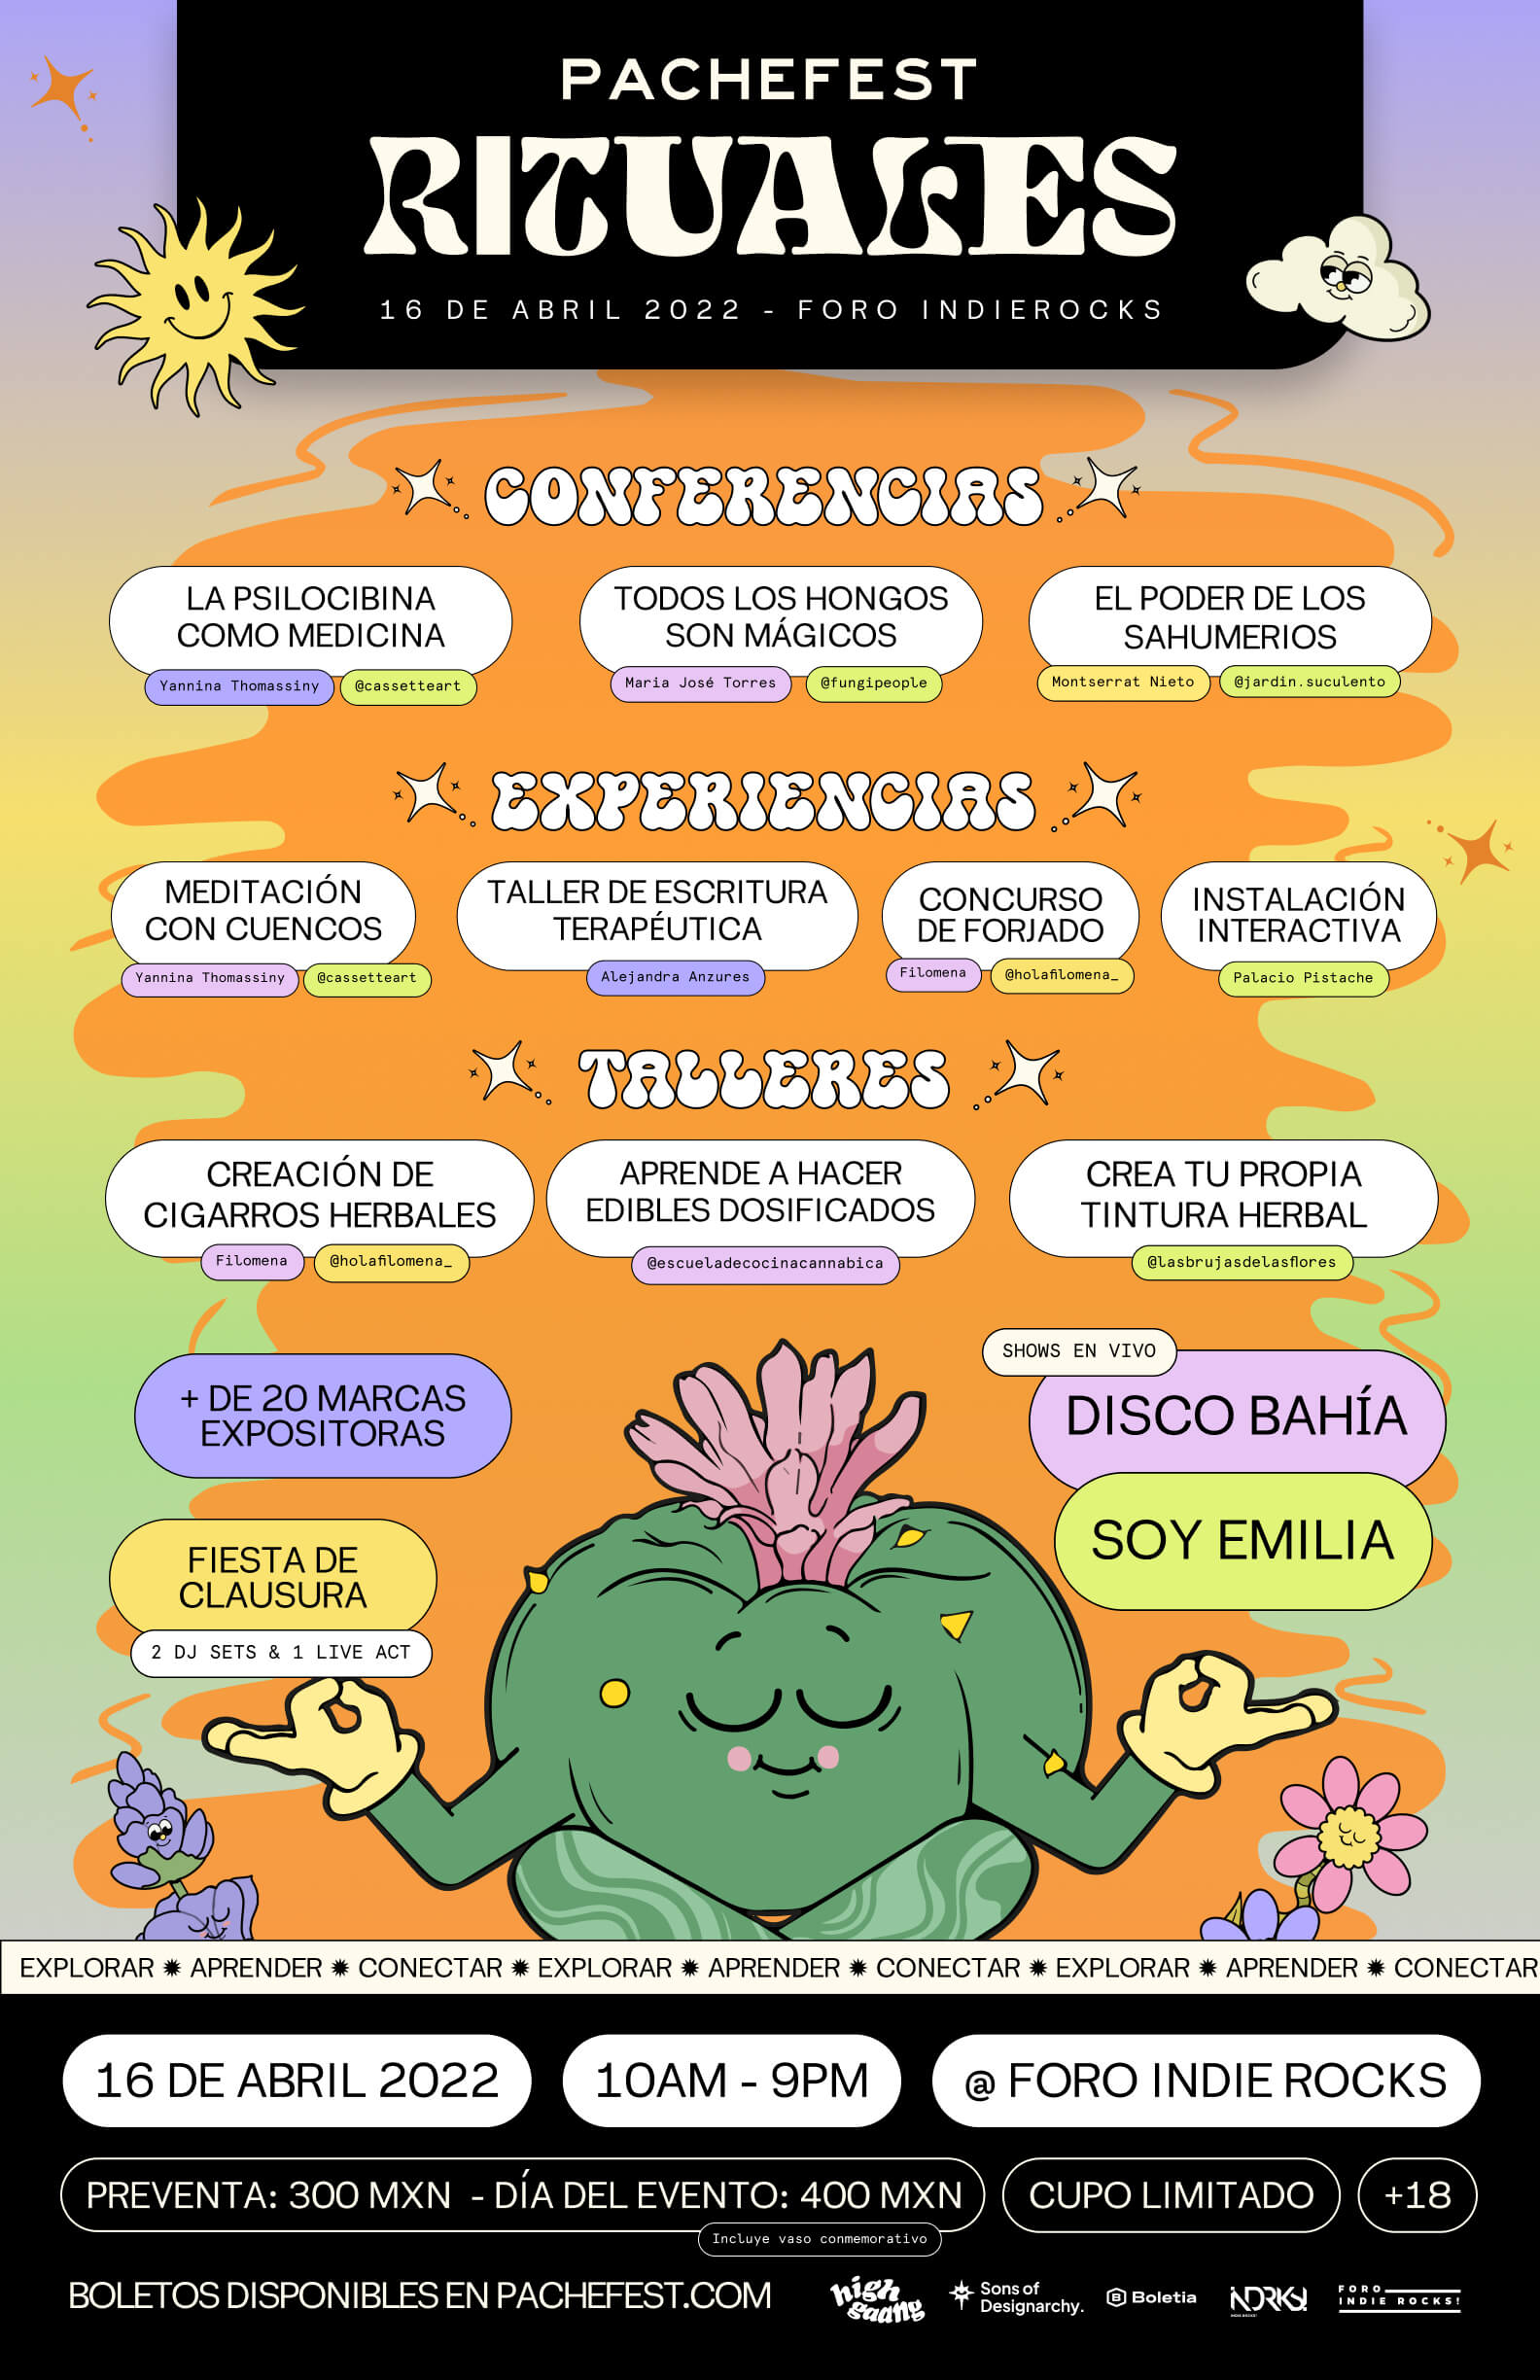 PACHEFEST
RITUALES
16 DE ABRIL 2022 - FORO INDIEROCKS
CONFERENCIAS
LA PSILOCIBINA
COMO MEDICINA
Yannina Thomassiny @cassetteart
TODOS LOS HONGOS
SON MÁGICOS
Maria José Torres @fungipeople
EL PODER DE LOS
SAHUMERIOS
Montserrat Nieto @jardin.suculento
EXPERIENCIAS
MEDITACIÓN
CON CUENCOS
Yannina Thomassiny @cassetteart
TALLER DE ESCRITURA
TERAPÉUTICA
Alejandra Anzures
CONCURSO
DE FORJADO
Filomena @holafilomena_
INSTALACIÓN
INTERACTIVA
Palacio Pistache
TALLERES
CREACIÓN DE
CIGARROS HERBALES
Filomena @holafilomena_
APRENDE A HACER
EDIBLES DOSIFICADOS
@escueladecocinacannabica
CREA TU PROPIA
TINTURA HERBAL
@lasbrujasdelasflores
+ DE 20 MARCAS
EXPOSITORAS
FIESTA DE
CLAUSURA
2 DJ SETS & 1 LIVE ACT
SHOWS EN VIVO
DISCO BAHÍA
SOY EMILIA
EXPLORAR ✹ APRENDER ✹ CONECTAR ✹ EXPLORAR ✹ APRENDER ✹ CONECTAR ✹ EXPLORAR ✹ APRENDER ✹ CONECTAR
16 DE ABRIL 2022
10AM - 9PM
@ FORO INDIE ROCKS
PREVENTA: 300 MXN - DÍA DEL EVENTO: 400 MXN
Incluye vaso conmemorativo
CUPO LIMITADO
+18
BOLETOS DISPONIBLES EN PACHEFEST.COM
high
gaang
Sons of
Designarchy.
B Boletia
INDRKS!
INDIE ROCKS!
FORO
INDIE ROCKS!